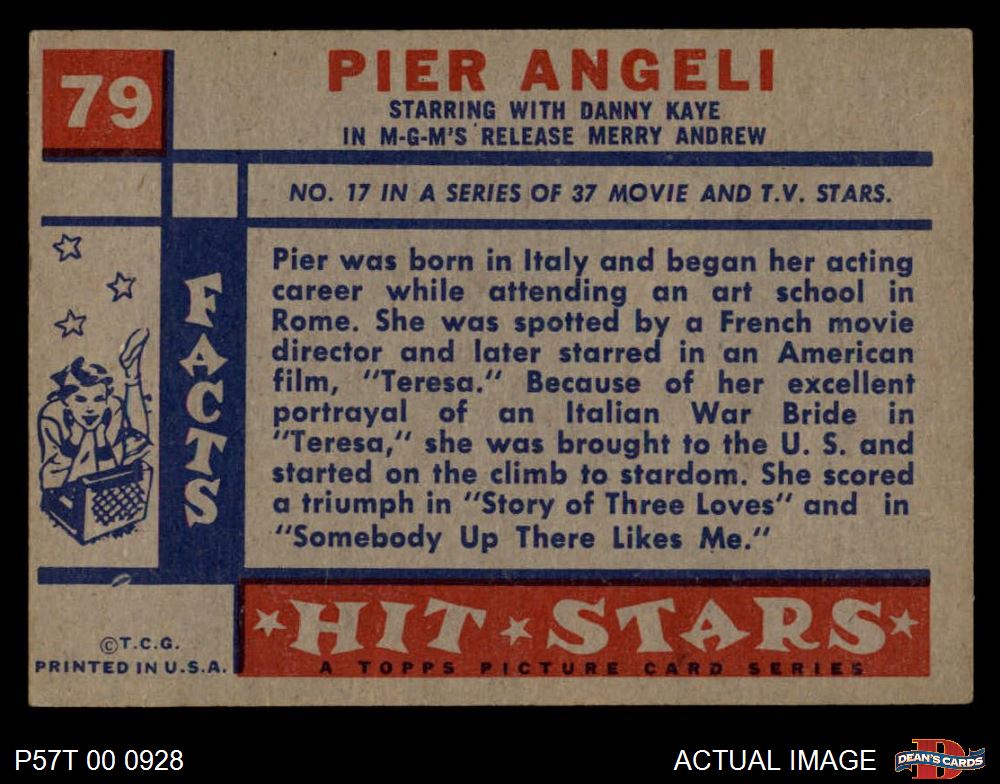 79
PIER ANGELI
STARRING WITH DANNY KAYE
IN M-G-M'S RELEASE MERRY ANDREW
NO. 17 IN A SERIES OF 37 MOVIE AND T.V. STARS.
FACTS
Pier was born in Italy and began her acting
career while attending an art school in
Rome. She was spotted by a French movie
director and later starred in an American
film, "Teresa." Because of her excellent
portrayal of an Italian War Bride in
"Teresa," she was brought to the U. S. and
started on the climb to stardom. She scored
a triumph in "Story of Three Loves" and in
"Somebody Up There Likes Me."
©T.C.G.
PRINTED IN U.S.A.
HIT STARS
A TOPPS PICTURE CARD SERIES
P57T 00 0928
ACTUAL IMAGE
D
DEAN'S CARDS